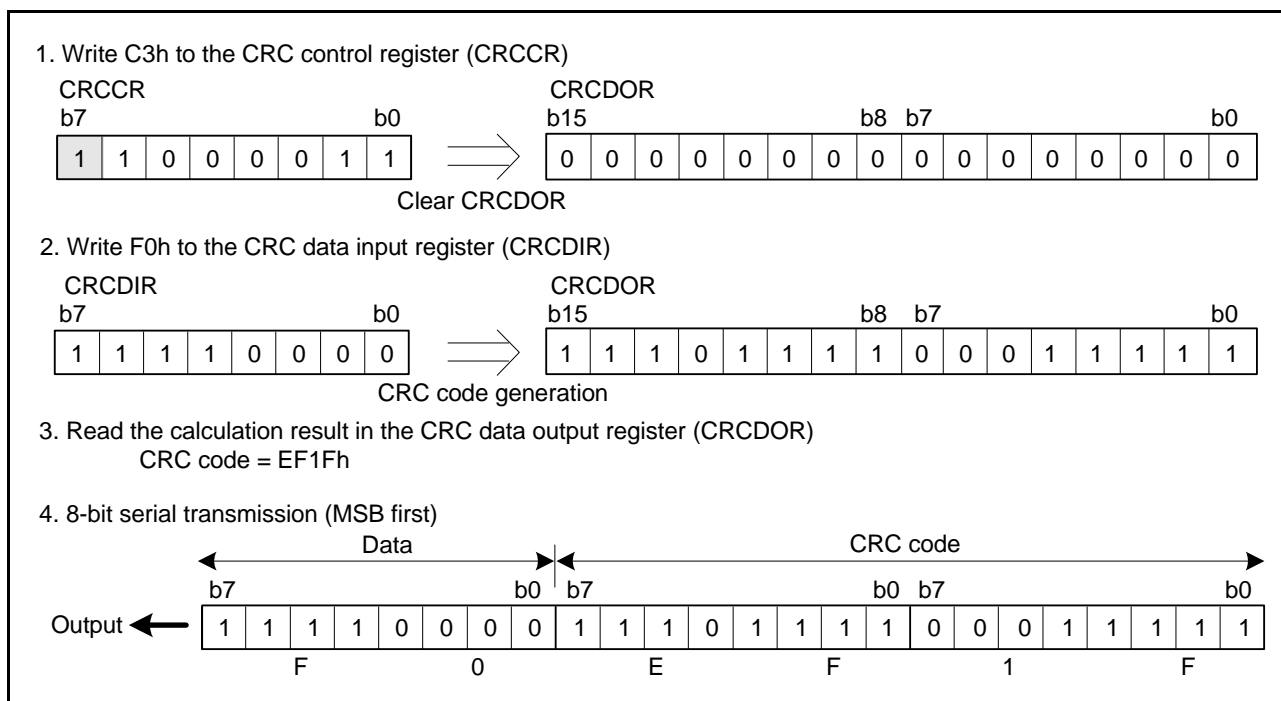 1. Write C3h to the CRC control register (CRCCR)
CRCCR CRCDOR
b7 b0 b15 b8 b7 b0
1 1 0 0 0 0 1 1 0 0 0 0 0 0 0 0 0 0 0 0 0 0 0 0
Clear CRCDOR
2. Write F0h to the CRC data input register (CRCDIR)
CRCDIR CRCDOR
b7 b0 b15 b8 b7 b0
1 1 1 1 0 0 0 0 1 1 1 0 1 1 1 1 0 0 0 1 1 1 1 1
CRC code generation
3. Read the calculation result in the CRC data output register (CRCDOR)
CRC code = EF1Fh
4. 8-bit serial transmission (MSB first)
Data CRC code
b7 b0 b7 b0 b7 b0
Output 1 1 1 1 0 0 0 0 1 1 1 0 1 1 1 1 0 0 0 1 1 1 1 1
F 0 E F 1 F